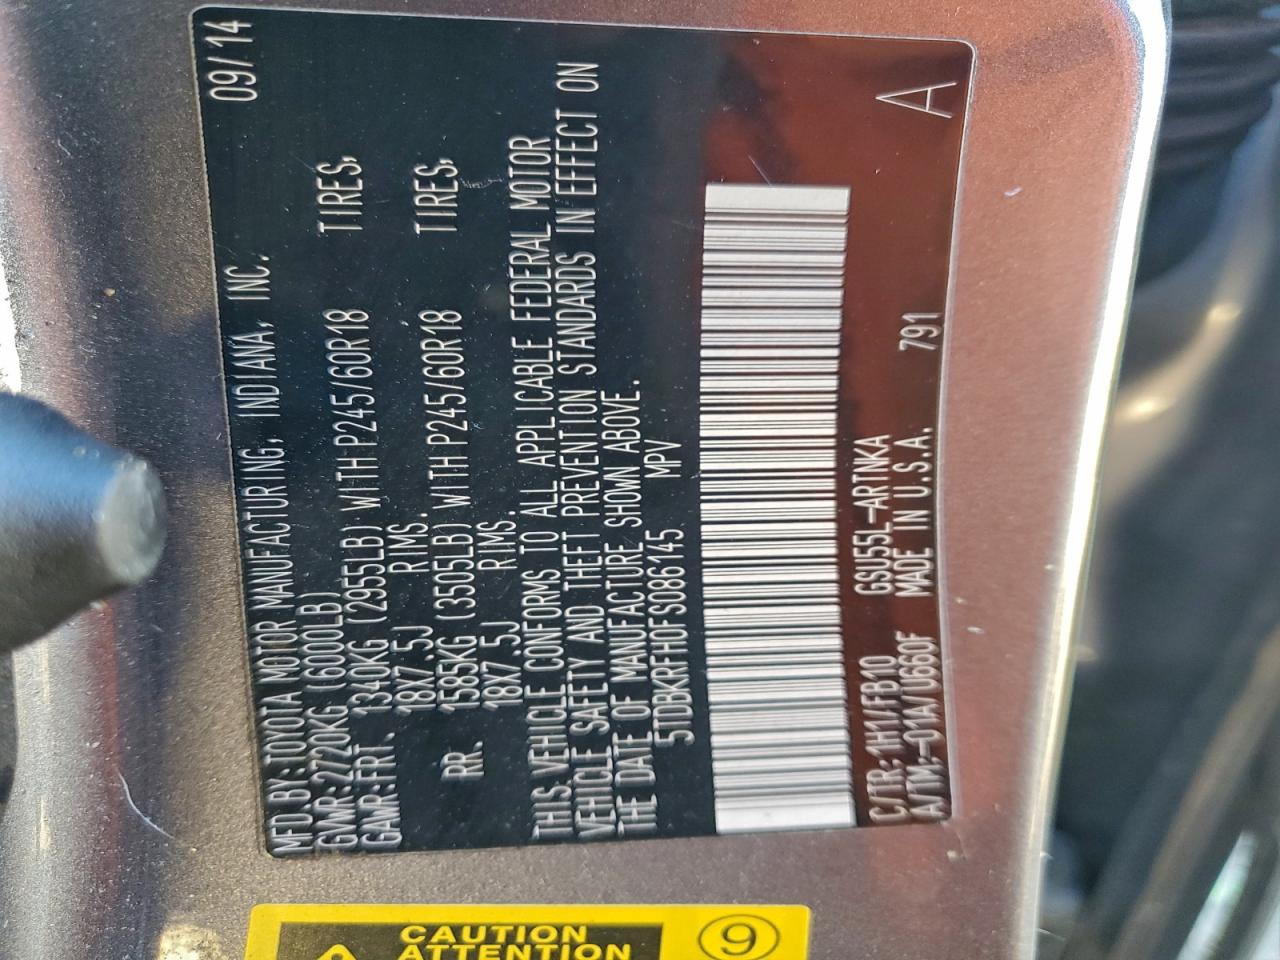 MFD.BY:TOYOTA MOTOR MANUFACTURING, INDIANA, INC. 09/14
GVWR:2720KG (6000LB)
GAWR:FRT. 1340KG (2955LB) WITH P245/60R18 TIRES,
18X7.5J RIMS.
RR. 1585KG (3505LB) WITH P245/60R18 TIRES,
18X7.5J RIMS.
THIS VEHICLE CONFORMS TO ALL APPLICABLE FEDERAL MOTOR
VEHICLE SAFETY AND THEFT PREVENTION STANDARDS IN EFFECT ON
THE DATE OF MANUFACTURE SHOWN ABOVE.
5TDBKRFH0FS086145 MPV
C/TR:1H1/FB10 GSU55L-ARTNKA
A/TM:-01A/U660F MADE IN U.S.A. 791 A
CAUTION
ATTENTION
9